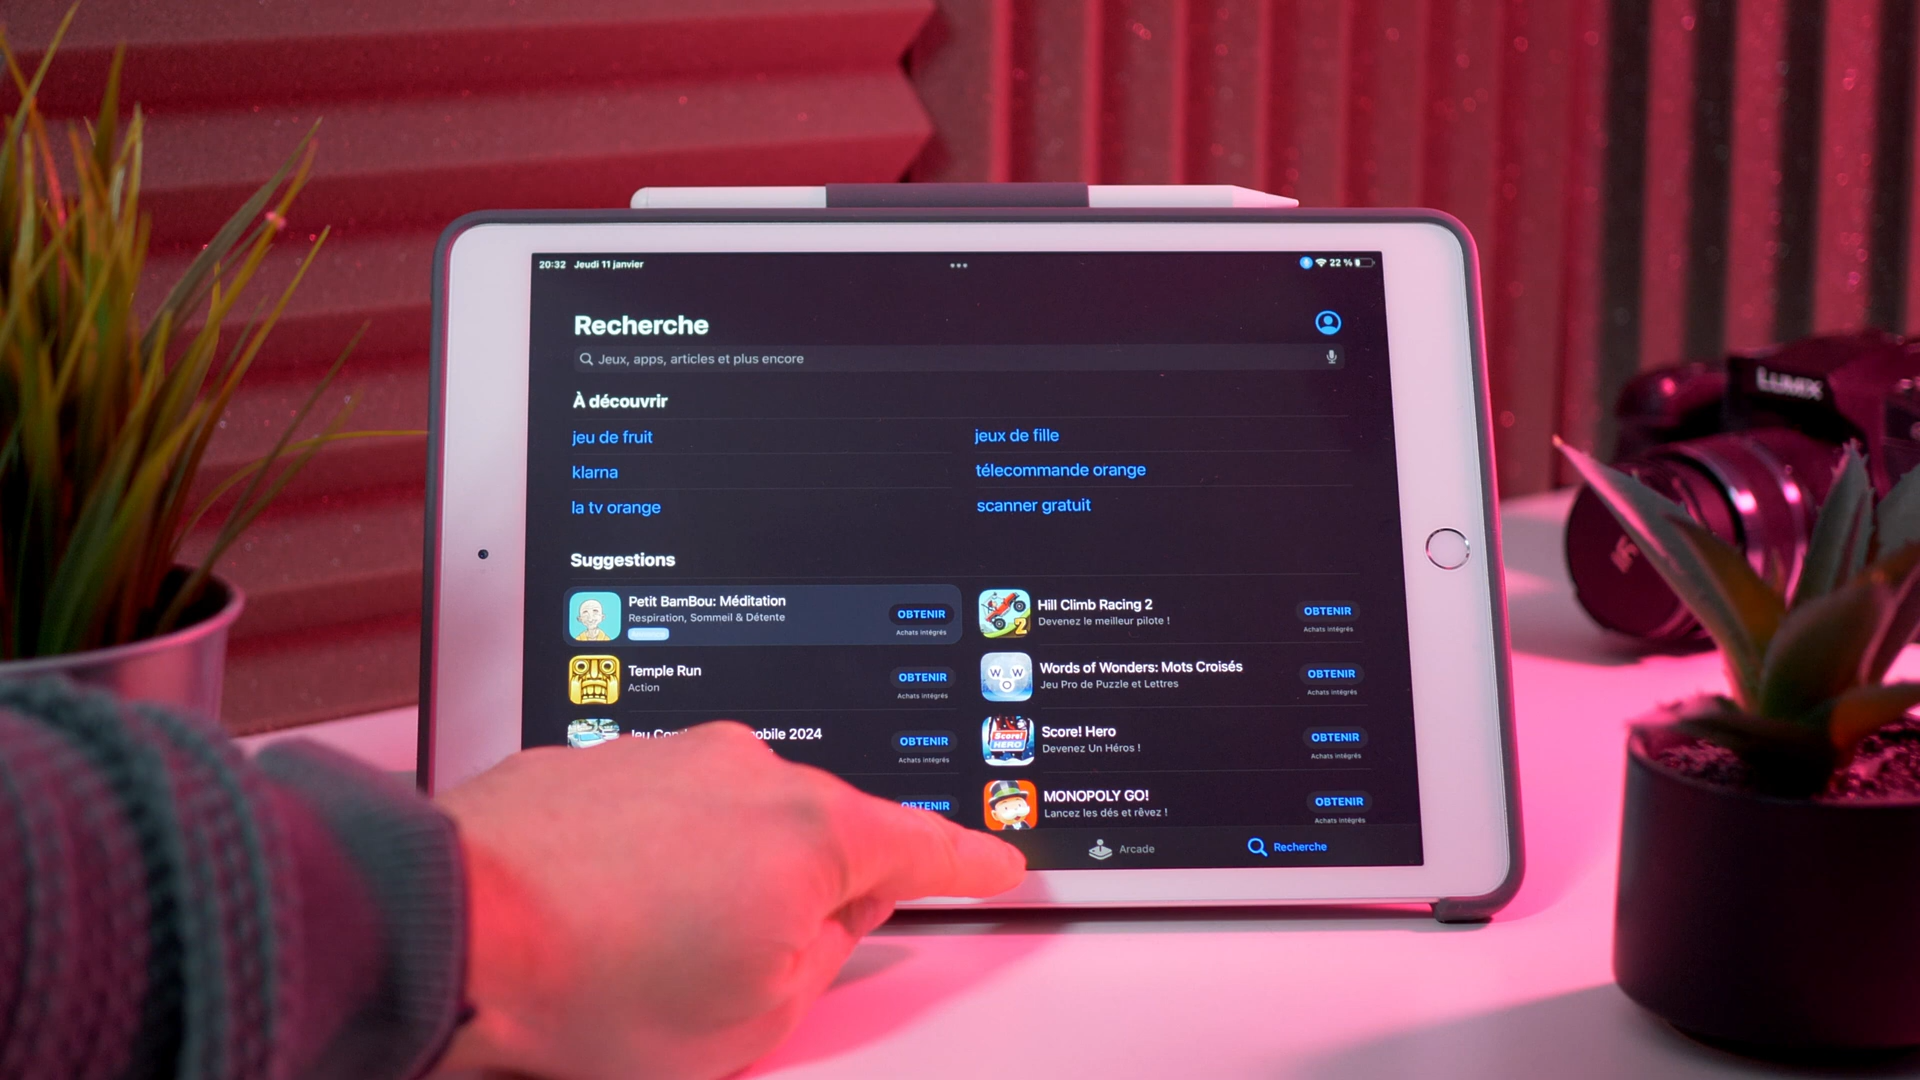 20:32 Jeudi 11 janvier
22 %
Recherche
Jeux, apps, articles et plus encore
À découvrir
jeu de fruit
jeux de fille
klarna
télecommande orange
la tv orange
scanner gratuit
Suggestions
Petit BamBou: Méditation
Respiration, Sommeil & Détente
OBTENIR
Achats intégrés
Hill Climb Racing 2
Devenez le meilleur pilote !
OBTENIR
Achats intégrés
2
Temple Run
Action
OBTENIR
Achats intégrés
Words of Wonders: Mots Croisés
Jeu Pro de Puzzle et Lettres
OBTENIR
Achats intégrés
W W
O
Jeu 2024
OBTENIR
Achats intégrés
Score! Hero
Devenez Un Héros !
OBTENIR
Achats intégrés
Score!
HERO
OBTENIR
MONOPOLY GO!
Lancez les dés et rêvez !
OBTENIR
Achats intégrés
Arcade
Recherche
LUMIX